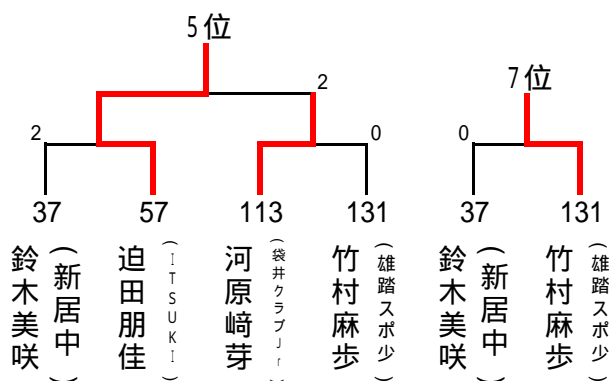 5位
2
2
0
37
57
113
131
鈴木美咲
(新居中)
迫田朋佳
(ITSUKI)
河原﨑芽
(袋井クラブJr)
竹村麻歩
(雄踏スポ少)
7位
0
37
131
鈴木美咲
(新居中)
竹村麻歩
(雄踏スポ少)